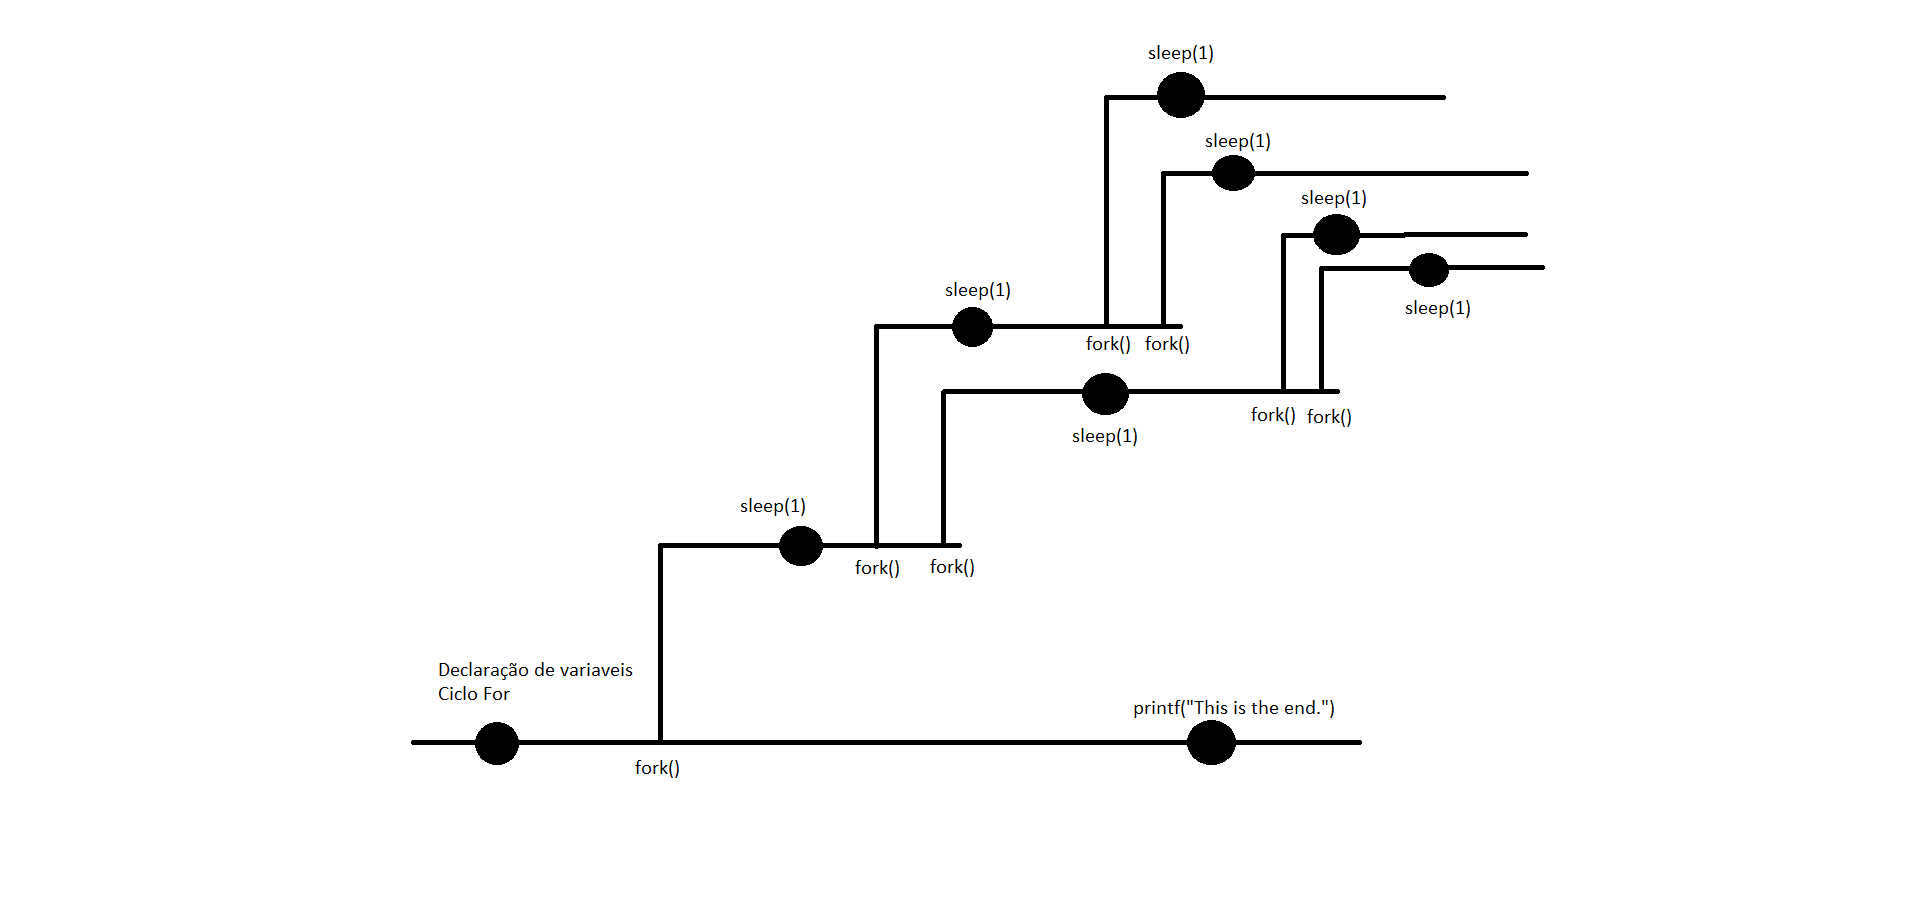 sleep(1)
sleep(1)
sleep(1)
sleep(1)
sleep(1)
fork() fork()
fork() fork()
sleep(1)
sleep(1)
fork() fork()
Declaração de variaveis
Ciclo For
printf("This is the end.")
fork()